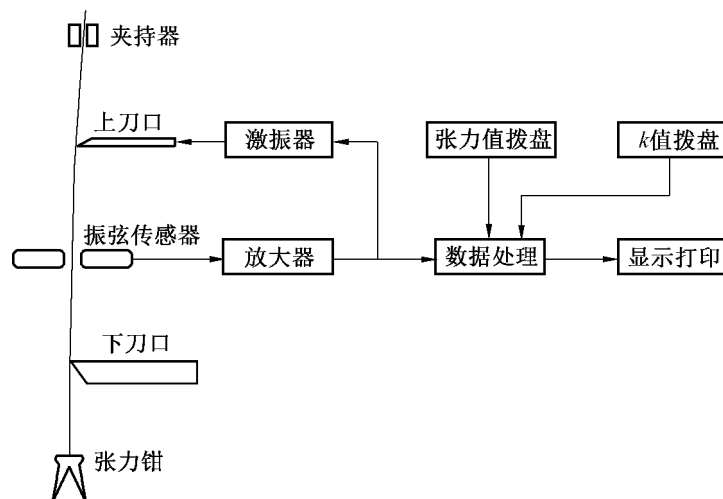 夹持器
上刀口
激振器
张力值拨盘
k值拨盘
振弦传感器
放大器
数据处理
显示打印
下刀口
张力钳